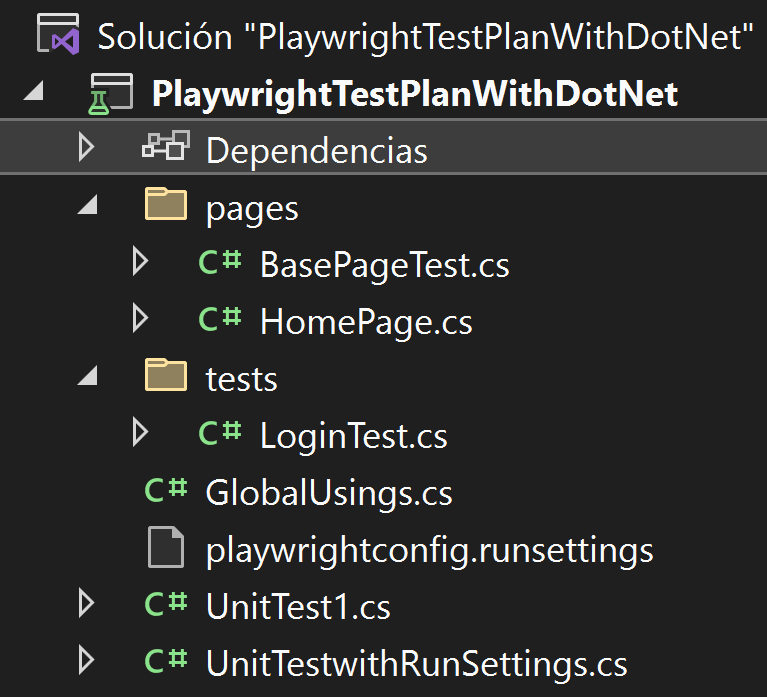 Solución "PlaywrightTestPlanWithDotNet"
PlaywrightTestPlanWithDotNet
Dependencias
pages
C# BasePageTest.cs
C# HomePage.cs
tests
C# LoginTest.cs
C# GlobalUsings.cs
playwrightconfig.runsettings
C# UnitTest1.cs
C# UnitTestwithRunSettings.cs